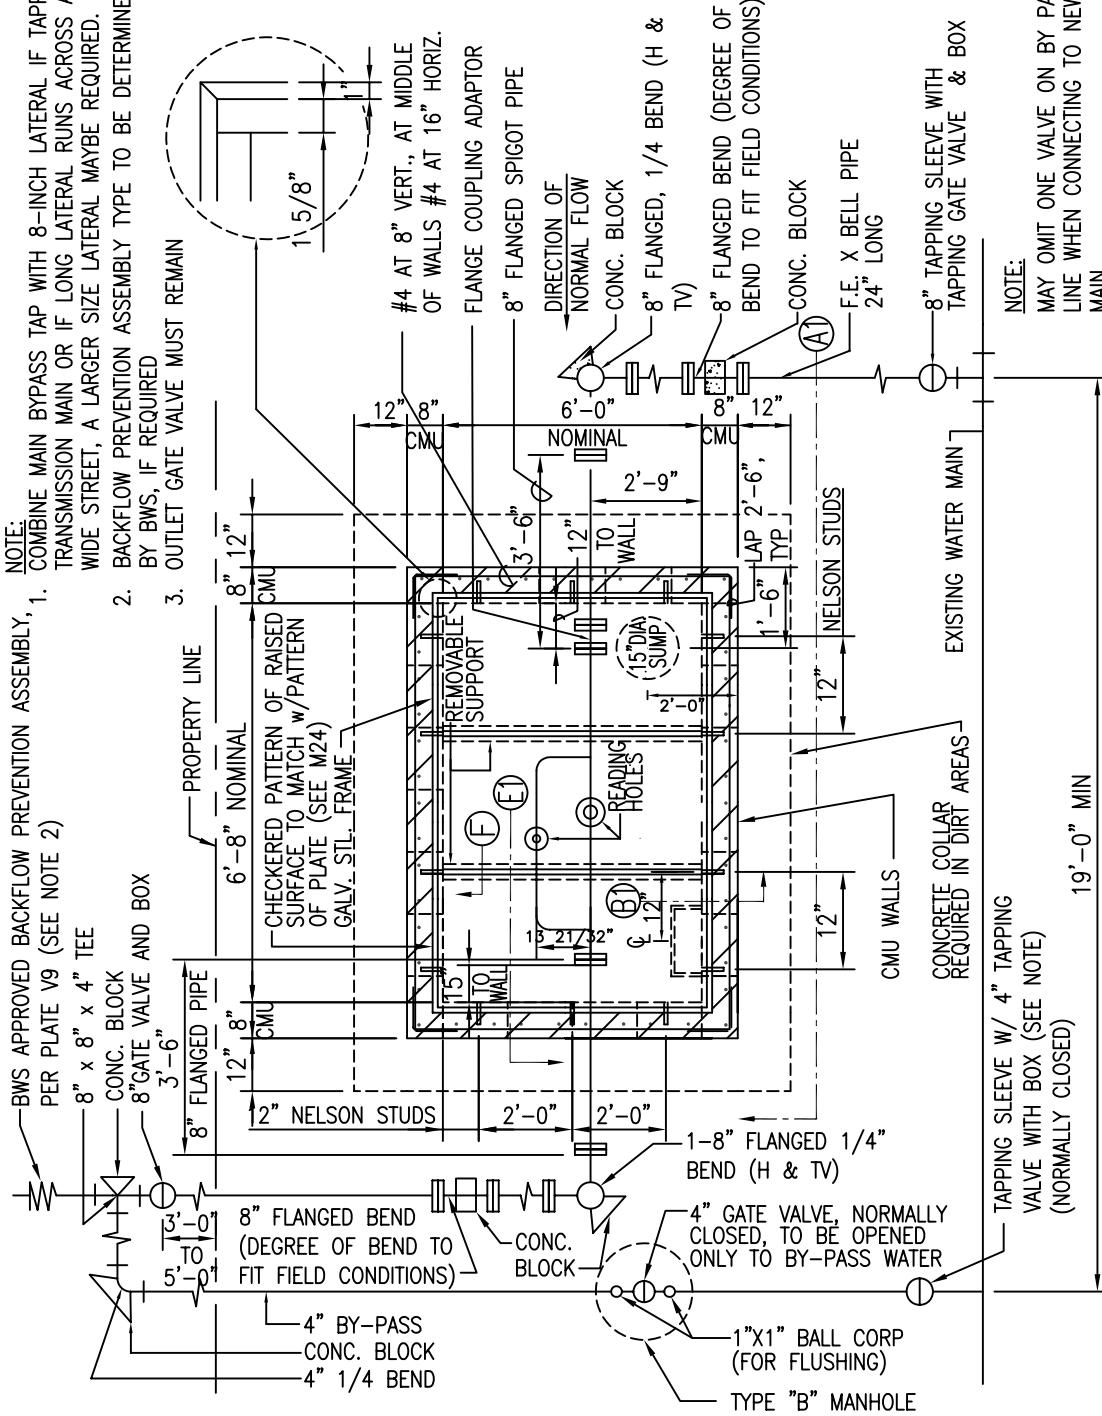 NOTE:
1. COMBINE MAIN BYPASS TAP WITH 8-INCH LATERAL IF
TRANSMISSION MAIN OR IF LONG LATERAL RUNS ACROSS
WIDE STREET, A LARGER SIZE LATERAL MAYBE REQUIRED.
2. BACKFLOW PREVENTION ASSEMBLY TYPE TO BE
BY BWS, IF REQUIRED
3. OUTLET GATE VALVE MUST REMAIN
1 5/8"
1"
#4 AT 8" VERT., AT MIDDLE
OF WALLS #4 AT 16" HORIZ.
FLANGE COUPLING ADAPTOR
8" FLANGED SPIGOT PIPE
DIRECTION OF
NORMAL FLOW
CONC. BLOCK
8" FLANGED, 1/4 BEND (H &
TV)
8" FLANGED BEND (DEGREE OF
BEND TO FIT FIELD CONDITIONS)
CONC. BLOCK
F.E. X BELL PIPE
24" LONG
A1
8" TAPPING SLEEVE WITH
TAPPING GATE VALVE & BOX
NOTE:
MAY OMIT ONE VALVE ON BY
LINE WHEN CONNECTING TO NEW
MAIN
BWS APPROVED BACKFLOW PREVENTION ASSEMBLY,
PER PLATE V9 (SEE NOTE 2)
8" x 8" x 4" TEE
CONC. BLOCK
8"GATE VALVE AND BOX
3'-6"
8" FLANGED PIPE
PROPERTY LINE
12"
8"
CMU
6'-8" NOMINAL
8"
CMU
12"
CHECKERED PATTERN OF RAISED
SURFACE TO MATCH w/PATTERN
OF PLATE (SEE M24)
GALV. STL. FRAME
REMOVABLE
SUPPORT
12"
8"
CMU
6'-0"
NOMINAL
8"
CMU
12"
2'-9"
3'-6"
12"
TO
WALL
LAP 2'-6",
TYP
1'-6"
15"DIA
SUMP
2'-0"
READING
HOLES
E1
F
B1
12"
13 21/32"
15"
TO
WALL
12"
NELSON STUDS
12"
EXISTING WATER MAIN
CMU WALLS
CONCRETE COLLAR
REQUIRED IN DIRT AREAS
19'-0" MIN
2" NELSON STUDS
2'-0"
2'-0"
1-8" FLANGED 1/4"
BEND (H & TV)
TAPPING SLEEVE W/ 4" TAPPING
VALVE WITH BOX (SEE NOTE)
(NORMALLY CLOSED)
3'-0"
TO
5'-0"
8" FLANGED BEND
(DEGREE OF BEND TO
FIT FIELD CONDITIONS)
CONC.
BLOCK
4" GATE VALVE, NORMALLY
CLOSED, TO BE OPENED
ONLY TO BY-PASS WATER
4" BY-PASS
CONC. BLOCK
4" 1/4 BEND
1"X1" BALL CORP
(FOR FLUSHING)
TYPE "B" MANHOLE